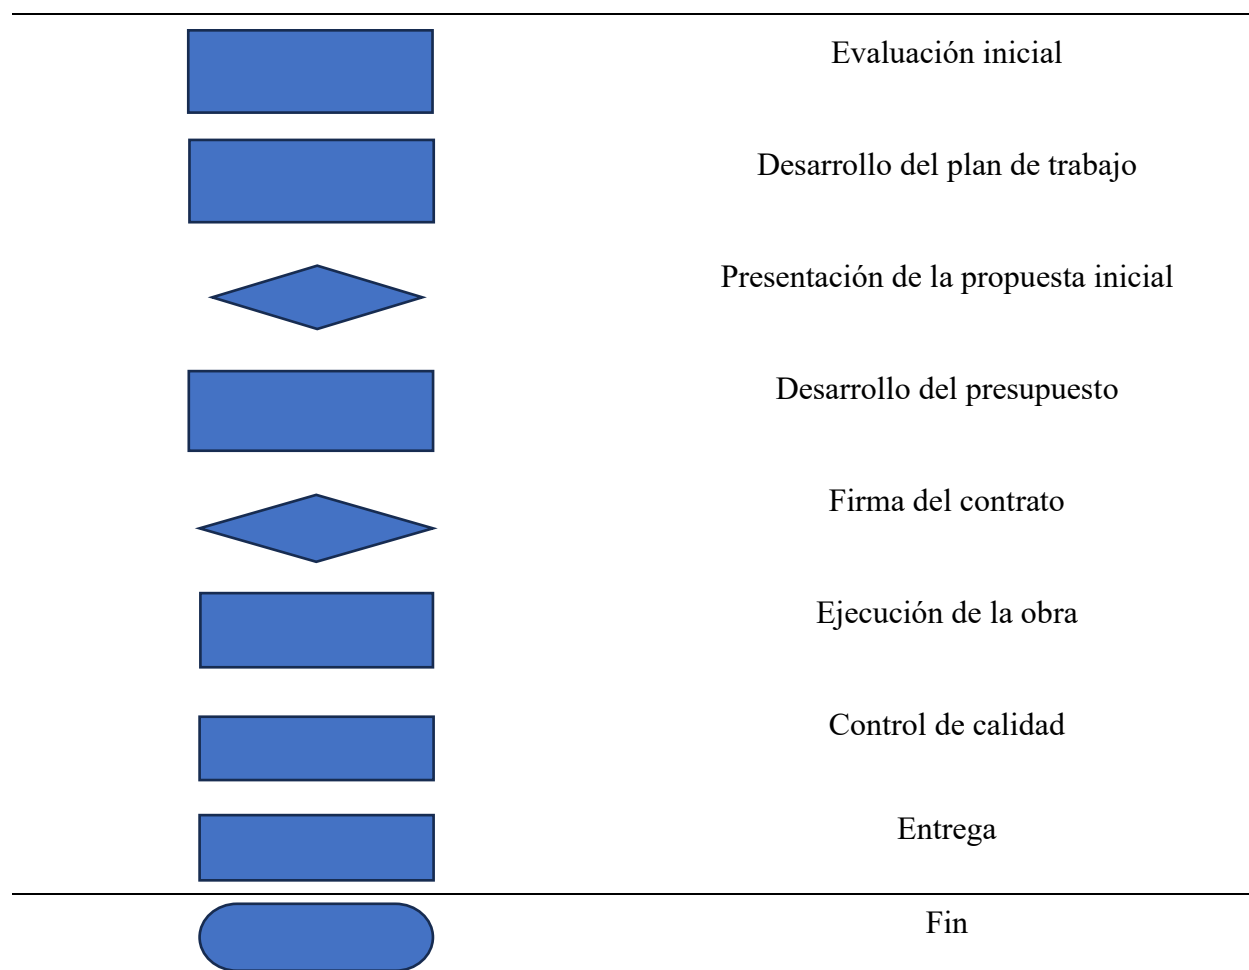 Evaluación inicial
Desarrollo del plan de trabajo
Presentación de la propuesta inicial
Desarrollo del presupuesto
Firma del contrato
Ejecución de la obra
Control de calidad
Entrega
Fin